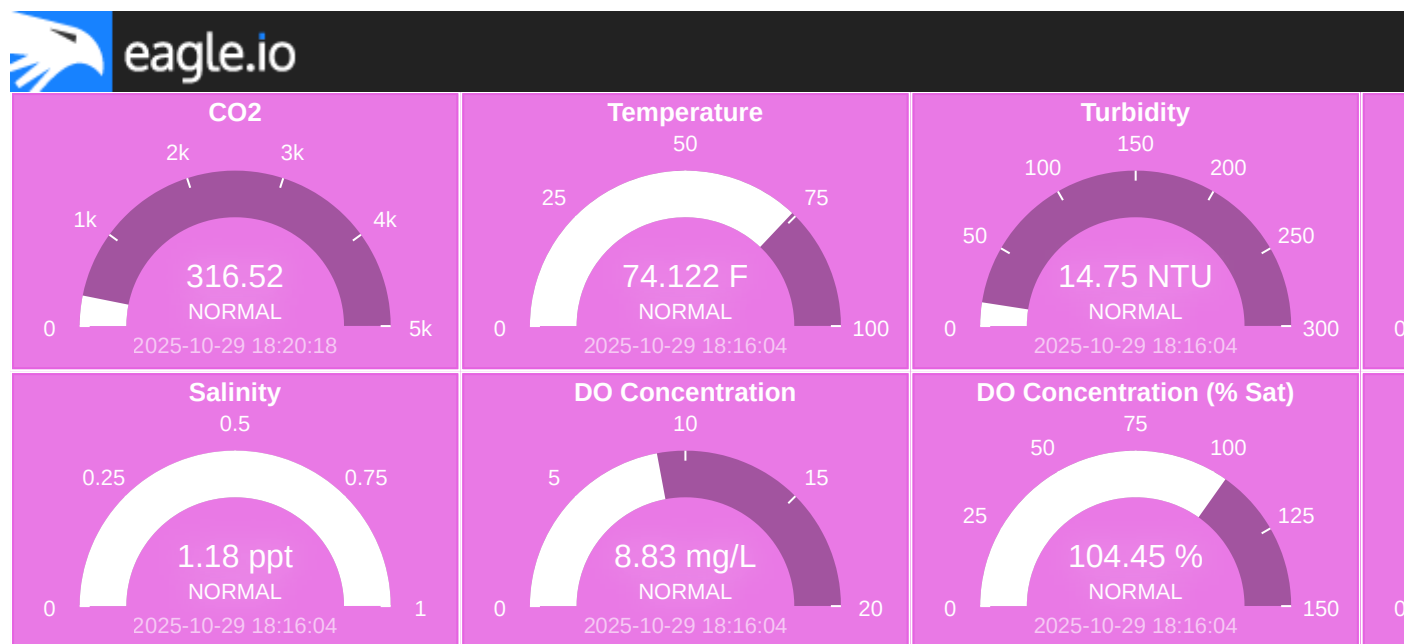 eagle.io
CO2
2k
3k
1k
4k
316.52
NORMAL
0
5k
2025-10-29 18:20:18
Temperature
50
25
75
74.122 F
NORMAL
0
100
2025-10-29 18:16:04
Turbidity
150
100
200
50
250
14.75 NTU
NORMAL
0
300
2025-10-29 18:16:04
Salinity
0.5
0.25
0.75
1.18 ppt
NORMAL
0
1
2025-10-29 18:16:04
DO Concentration
10
5
15
8.83 mg/L
NORMAL
0
20
2025-10-29 18:16:04
DO Concentration (% Sat)
75
50
100
25
125
104.45 %
NORMAL
0
150
2025-10-29 18:16:04